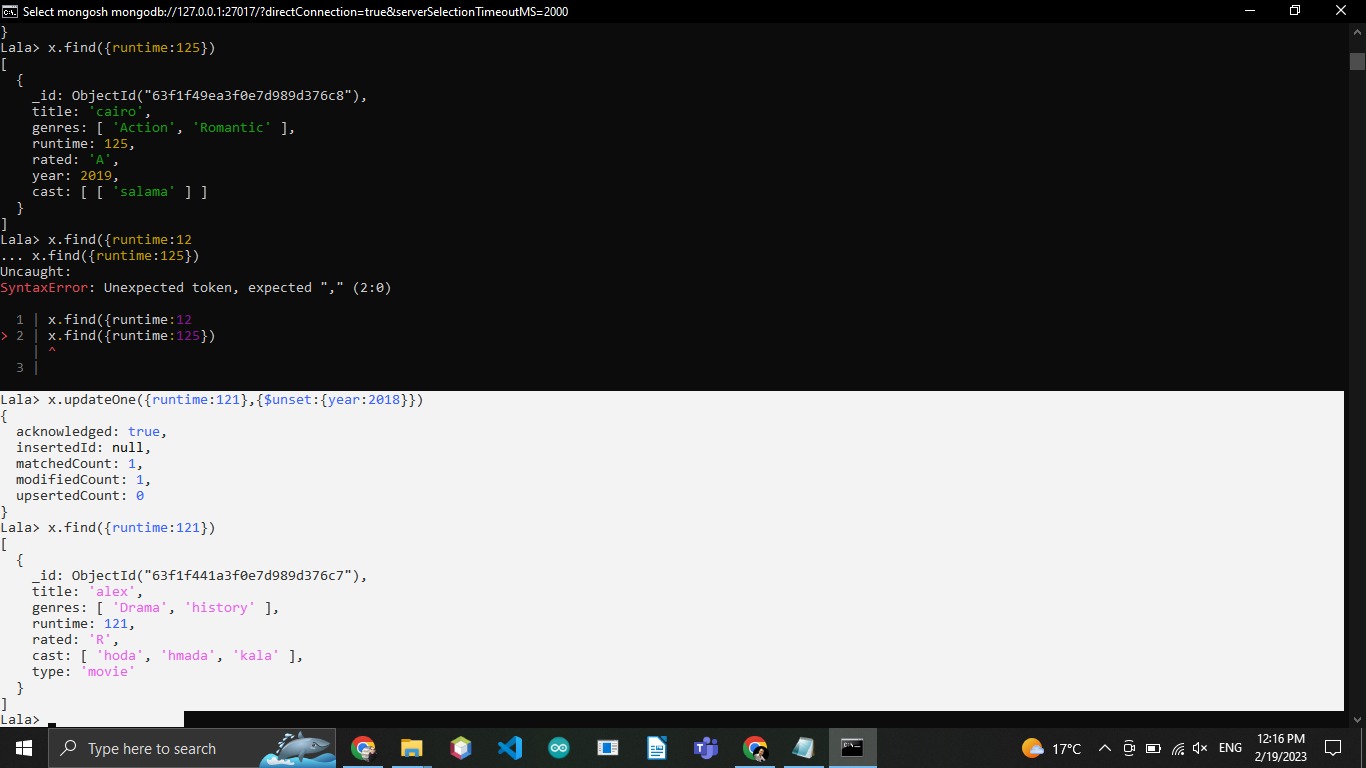 Select mongosh mongodb://127.0.0.1:27017/?directConnection=true&serverSelectionTimeoutMS=2000
}
Lala> x.find({runtime:125})
[
  {
    _id: ObjectId("63f1f49ea3f0e7d989d376c8"),
    title: 'cairo',
    genres: [ 'Action', 'Romantic' ],
    runtime: 125,
    rated: 'A',
    year: 2019,
    cast: [ [ 'salama' ] ]
  }
]
Lala> x.find({runtime:12
... x.find({runtime:125})
Uncaught:
SyntaxError: Unexpected token, expected "," (2:0)
  1 | x.find({runtime:12
> 2 | x.find({runtime:125})
    | ^
  3 |
Lala> x.updateOne({runtime:121},{$unset:{year:2018}})
{
  acknowledged: true,
  insertedId: null,
  matchedCount: 1,
  modifiedCount: 1,
  upsertedCount: 0
}
Lala> x.find({runtime:121})
[
  {
    _id: ObjectId("63f1f441a3f0e7d989d376c7"),
    title: 'alex',
    genres: [ 'Drama', 'history' ],
    runtime: 121,
    rated: 'R',
    cast: [ 'hoda', 'hmada', 'kala' ],
    type: 'movie'
  }
]
Lala>
Type here to search
17°C
ENG
12:16 PM
2/19/2023